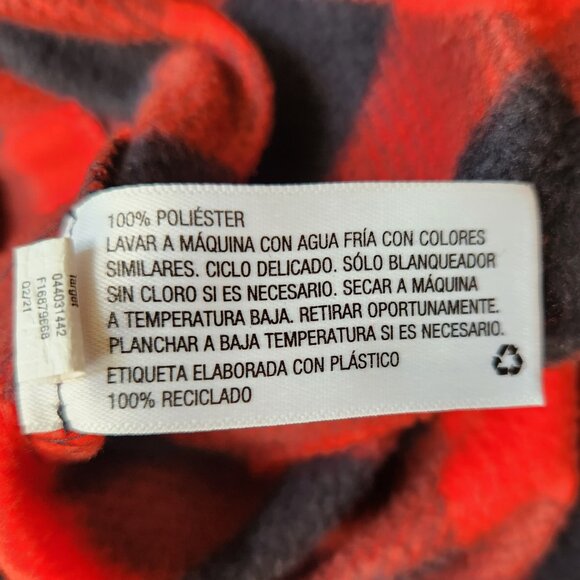 100% POLIÉSTER
LAVAR A MÁQUINA CON AGUA FRÍA CON COLORES
SIMILARES. CICLO DELICADO. SÓLO BLANQUEADOR
SIN CLORO SI ES NECESARIO. SECAR A MÁQUINA
A TEMPERATURA BAJA. RETIRAR OPORTUNAMENTE.
PLANCHAR A BAJA TEMPERATURA SI ES NECESARIO.
ETIQUETA ELABORADA CON PLÁSTICO
100% RECICLADO
Target
044031442
F16879E68
02/21